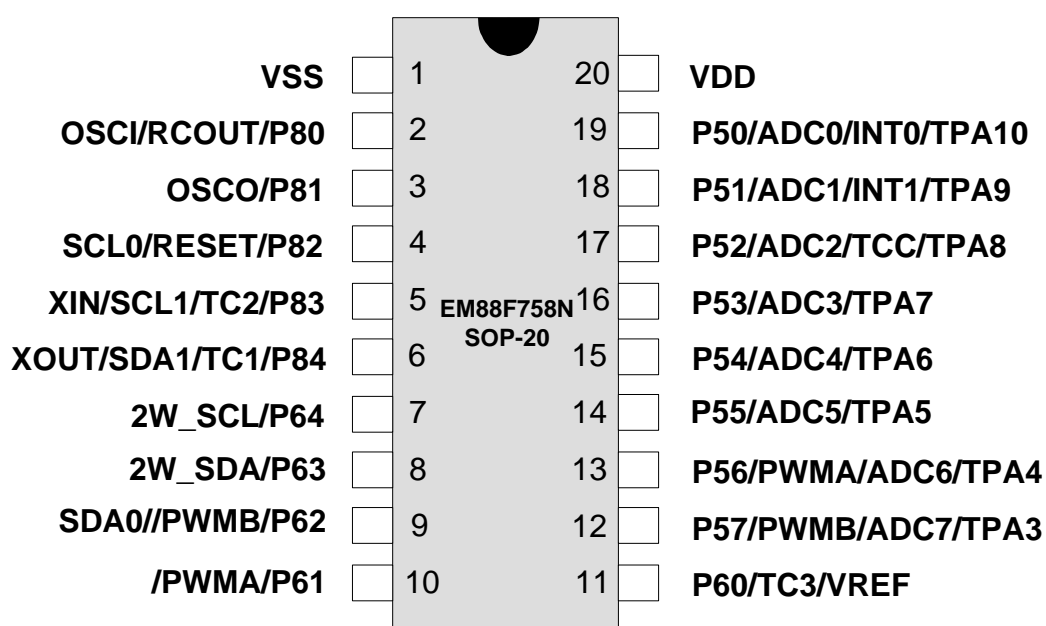 VSS 1 20 VDD
OSCI/RCOUT/P80 2 19 P50/ADC0/INT0/TPA10
OSCO/P81 3 18 P51/ADC1/INT1/TPA9
SCL0/RESET/P82 4 17 P52/ADC2/TCC/TPA8
XIN/SCL1/TC2/P83 5 EM88F758N 16 P53/ADC3/TPA7
SOP-20
XOUT/SDA1/TC1/P84 6 15 P54/ADC4/TPA6
2W_SCL/P64 7 14 P55/ADC5/TPA5
2W_SDA/P63 8 13 P56/PWMA/ADC6/TPA4
SDA0//PWMB/P62 9 12 P57/PWMB/ADC7/TPA3
/PWMA/P61 10 11 P60/TC3/VREF